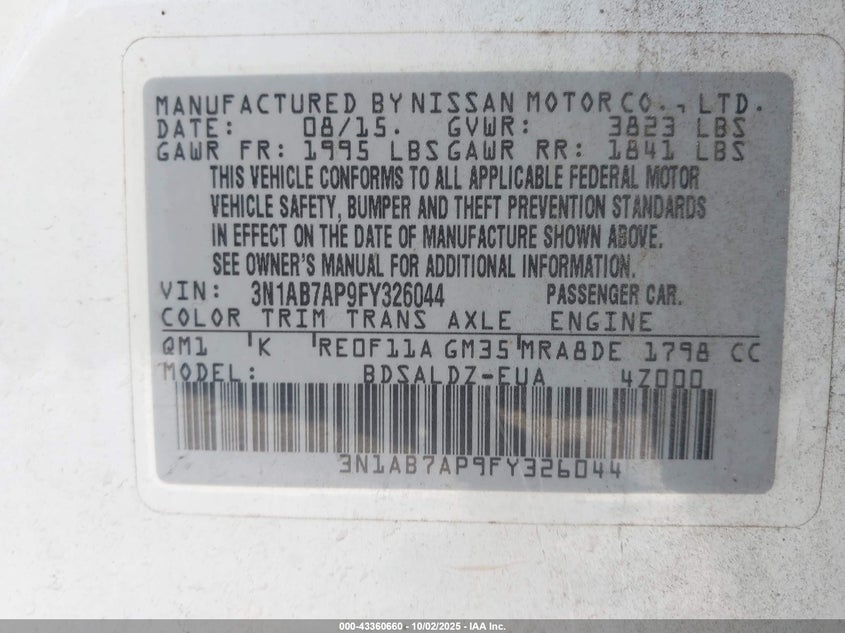 MANUFACTURED BY NISSAN MOTOR CO., LTD.
DATE: 08/15. GVWR: 3823 LBS
GAWR FR: 1995 LBS GAWR RR: 1841 LBS
THIS VEHICLE CONFORMS TO ALL APPLICABLE FEDERAL MOTOR
VEHICLE SAFETY, BUMPER AND THEFT PREVENTION STANDARDS
IN EFFECT ON THE DATE OF MANUFACTURE SHOWN ABOVE.
SEE OWNER'S MANUAL FOR ADDITIONAL INFORMATION.
VIN: 3N1AB7AP9FY326044 PASSENGER CAR.
COLOR TRIM TRANS AXLE ENGINE
QM1 K RE0F11A GM35 MRA8DE 1798 CC
MODEL: BDSALDZ-EUA 4Z000
3N1AB7AP9FY326044
000-43360660 - 10/02/2025 - IAA Inc.